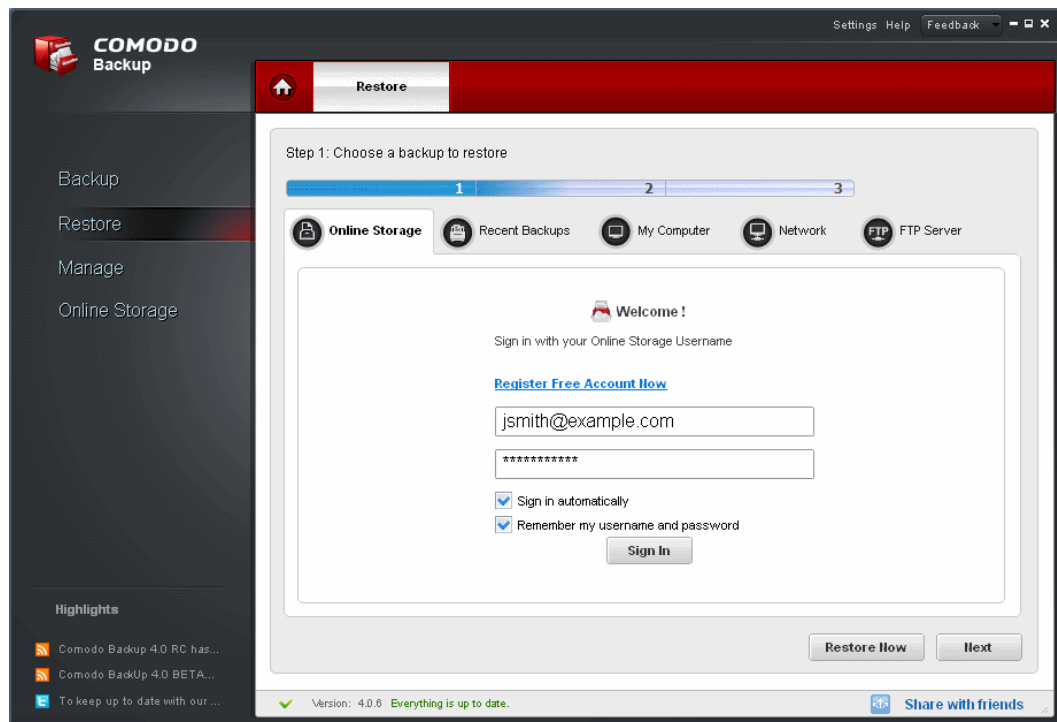 Settings Help Feedback
COMODO
Backup
Restore
Step 1: Choose a backup to restore
1 2 3
Backup
Restore
Manage
Online Storage
Online Storage Recent Backups My Computer Network FTP FTP Server
Welcome !
Sign in with your Online Storage Username
Register Free Account Now
jsmith@example.com
***********
Sign in automatically
Remember my username and password
Sign In
Highlights
Comodo Backup 4.0 RC has...
Comodo BackUp 4.0 BETA...
To keep up to date with our ...
Restore Now Next
Version: 4.0.6 Everything is up to date.
Share with friends